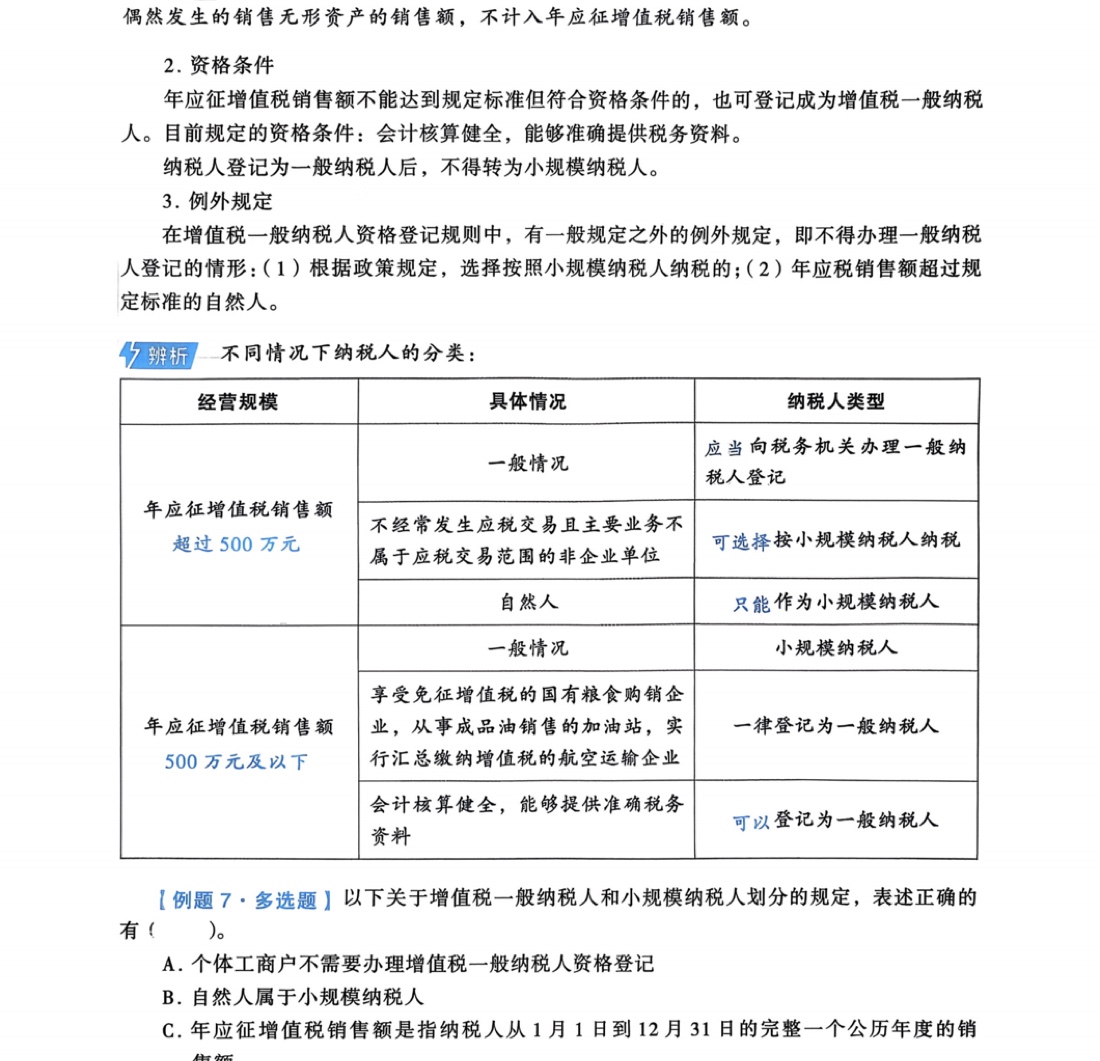 偶然发生的销售无形资产的销售额，不计入年应征增值税销售额。
2. 资格条件
年应征增值税销售额不能达到规定标准但符合资格条件的，也可登记成为增值税一般纳税
人。目前规定的资格条件：会计核算健全，能够准确提供税务资料。
纳税人登记为一般纳税人后，不得转为小规模纳税人。
3. 例外规定
在增值税一般纳税人资格登记规则中，有一般规定之外的例外规定，即不得办理一般纳税
人登记的情形：（1）根据政策规定，选择按照小规模纳税人纳税的；（2）年应税销售额超过规
定标准的自然人。
辨析 不同情况下纳税人的分类：
经营规模 具体情况 纳税人类型
年应征增值税销售额
超过 500 万元
一般情况
应当向税务机关办理一般纳
税人登记
不经常发生应税交易且主要业务不
属于应税交易范围的非企业单位
可选择按小规模纳税人纳税
自然人
只能作为小规模纳税人
年应征增值税销售额
500 万元及以下
一般情况
小规模纳税人
享受免征增值税的国有粮食购销企
业，从事成品油销售的加油站，实
行汇总缴纳增值税的航空运输企业
一律登记为一般纳税人
会计核算健全，能够提供准确税务
资料
可以登记为一般纳税人
【例题 7·多选题】以下关于增值税一般纳税人和小规模纳税人划分的规定，表述正确的
有（ ）。
A. 个体工商户不需要办理增值税一般纳税人资格登记
B. 自然人属于小规模纳税人
C. 年应征增值税销售额是指纳税人从 1 月 1 日到 12 月 31 日的完整一个公历年度的销
售额